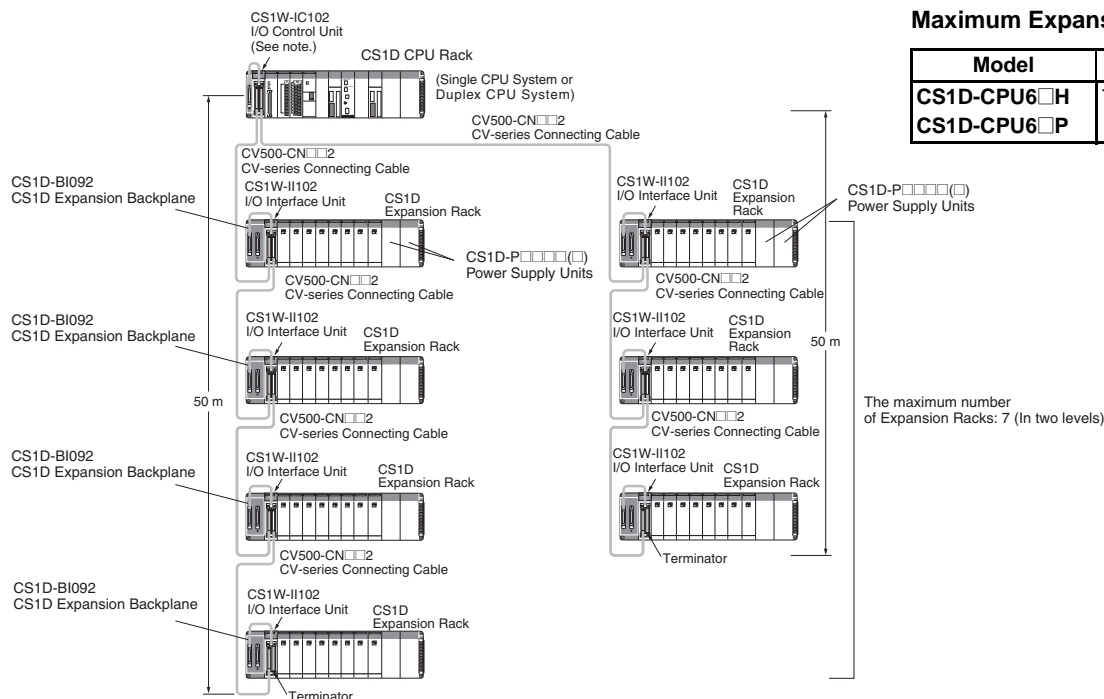 CS1W-IC102
I/O Control Unit
(See note.)
CS1D CPU Rack
(Single CPU System or
Duplex CPU System)
Maximum Expans
Model
CS1D-CPU6□H
CS1D-CPU6□P
CV500-CN□□2
CV-series Connecting Cable
CV500-CN□□2
CV-series Connecting Cable
CS1D-BI092
CS1D Expansion Backplane
CS1W-II102
I/O Interface Unit
CS1D
Expansion Rack
CS1D-P□□□□(□)
Power Supply Units
CS1W-II102
I/O Interface Unit
CS1D
Expansion
Rack
CS1D-P□□□□(□)
Power Supply Units
CV500-CN□□2
CV-series Connecting Cable
CV500-CN□□2
CV-series Connecting Cable
CS1D-BI092
CS1D Expansion Backplane
CS1W-II102
I/O Interface Unit
CS1D
Expansion Rack
CS1W-II102
I/O Interface Unit
CS1D
Expansion
Rack
50 m
50 m
The maximum number
of Expansion Racks: 7 (In two levels)
CV500-CN□□2
CV-series Connecting Cable
CV500-CN□□2
CV-series Connecting Cable
CS1D-BI092
CS1D Expansion Backplane
CS1W-II102
I/O Interface Unit
CS1D
Expansion Rack
CS1W-II102
I/O Interface Unit
CS1D
Expansion Rack
Terminator
CV500-CN□□2
CV-series Connecting Cable
CS1D-BI092
CS1D Expansion Backplane
CS1W-II102
I/O Interface Unit
CS1D
Expansion Rack
Terminator